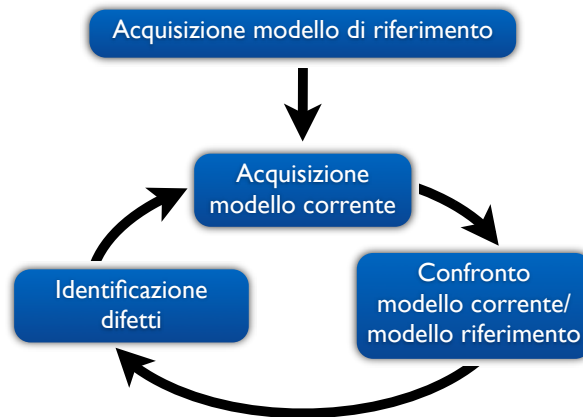 Acquisizione modello di riferimento
Acquisizione
modello corrente
Confronto
modello corrente/
modello riferimento
Identificazione
difetti